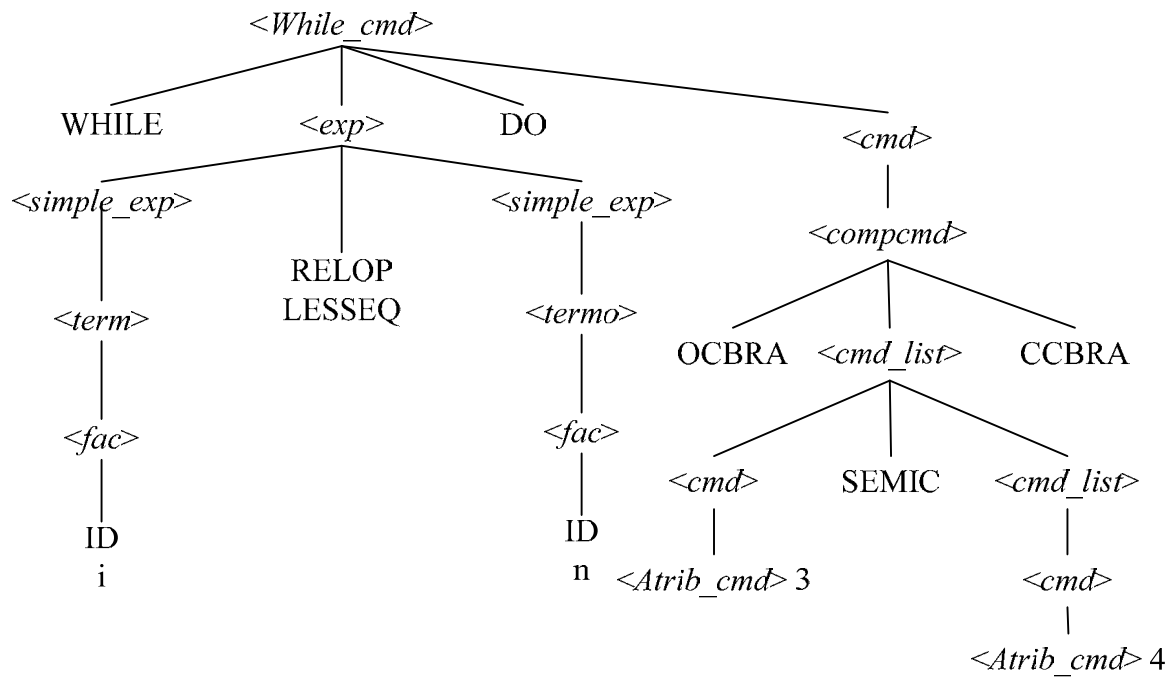 <While_cmd>
WHILE <exp> DO <cmd>
<simple_exp> <simple_exp>
<compcmd>
RELOP
LESSEQ
<term> <termo>
OCBRA <cmd_list> CCBRA
<fac> <fac>
<cmd> SEMIC <cmd_list>
ID ID
i n
<Atrib_cmd> 3 <cmd>
<Atrib_cmd> 4